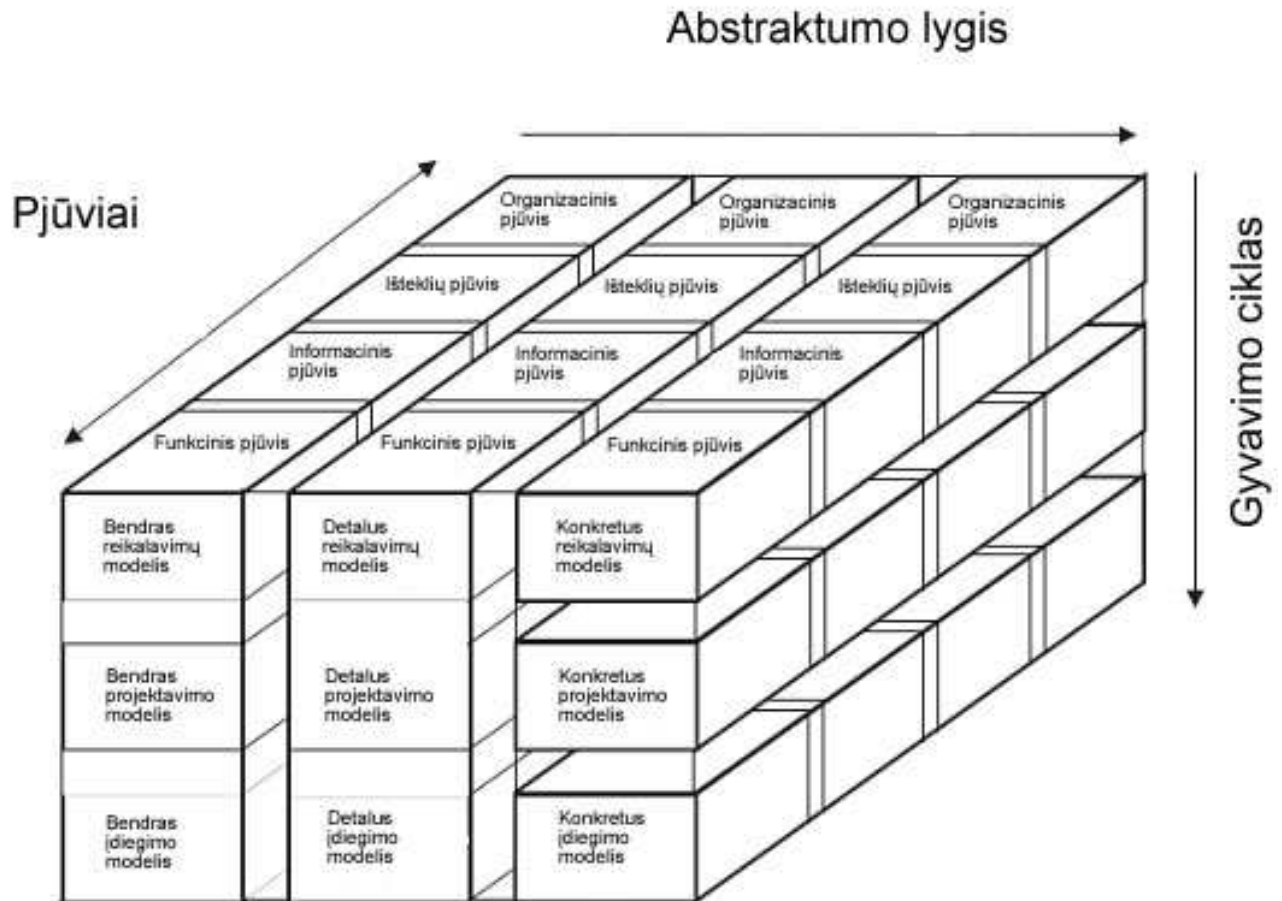 Abstraktumo lygis
Pjūviai
Gyvavimo ciklas
Organizacinis
pjūvis
Organizacinis
pjūvis
Organizacinis
pjūvis
Išteklių pjūvis
Išteklių pjūvis
Išteklių pjūvis
Informacinis
pjūvis
Informacinis
pjūvis
Informacinis
pjūvis
Funkcinis pjūvis
Funkcinis pjūvis
Funkcinis pjūvis
Bendras
reikalavimų
modelis
Detalus
reikalavimų
modelis
Konkretus
reikalavimų
modelis
Bendras
projektavimo
modelis
Detalus
projektavimo
modelis
Konkretus
projektavimo
modelis
Bendras
įdiegimo
modelis
Detalus
įdiegimo
modelis
Konkretus
įdiegimo
modelis